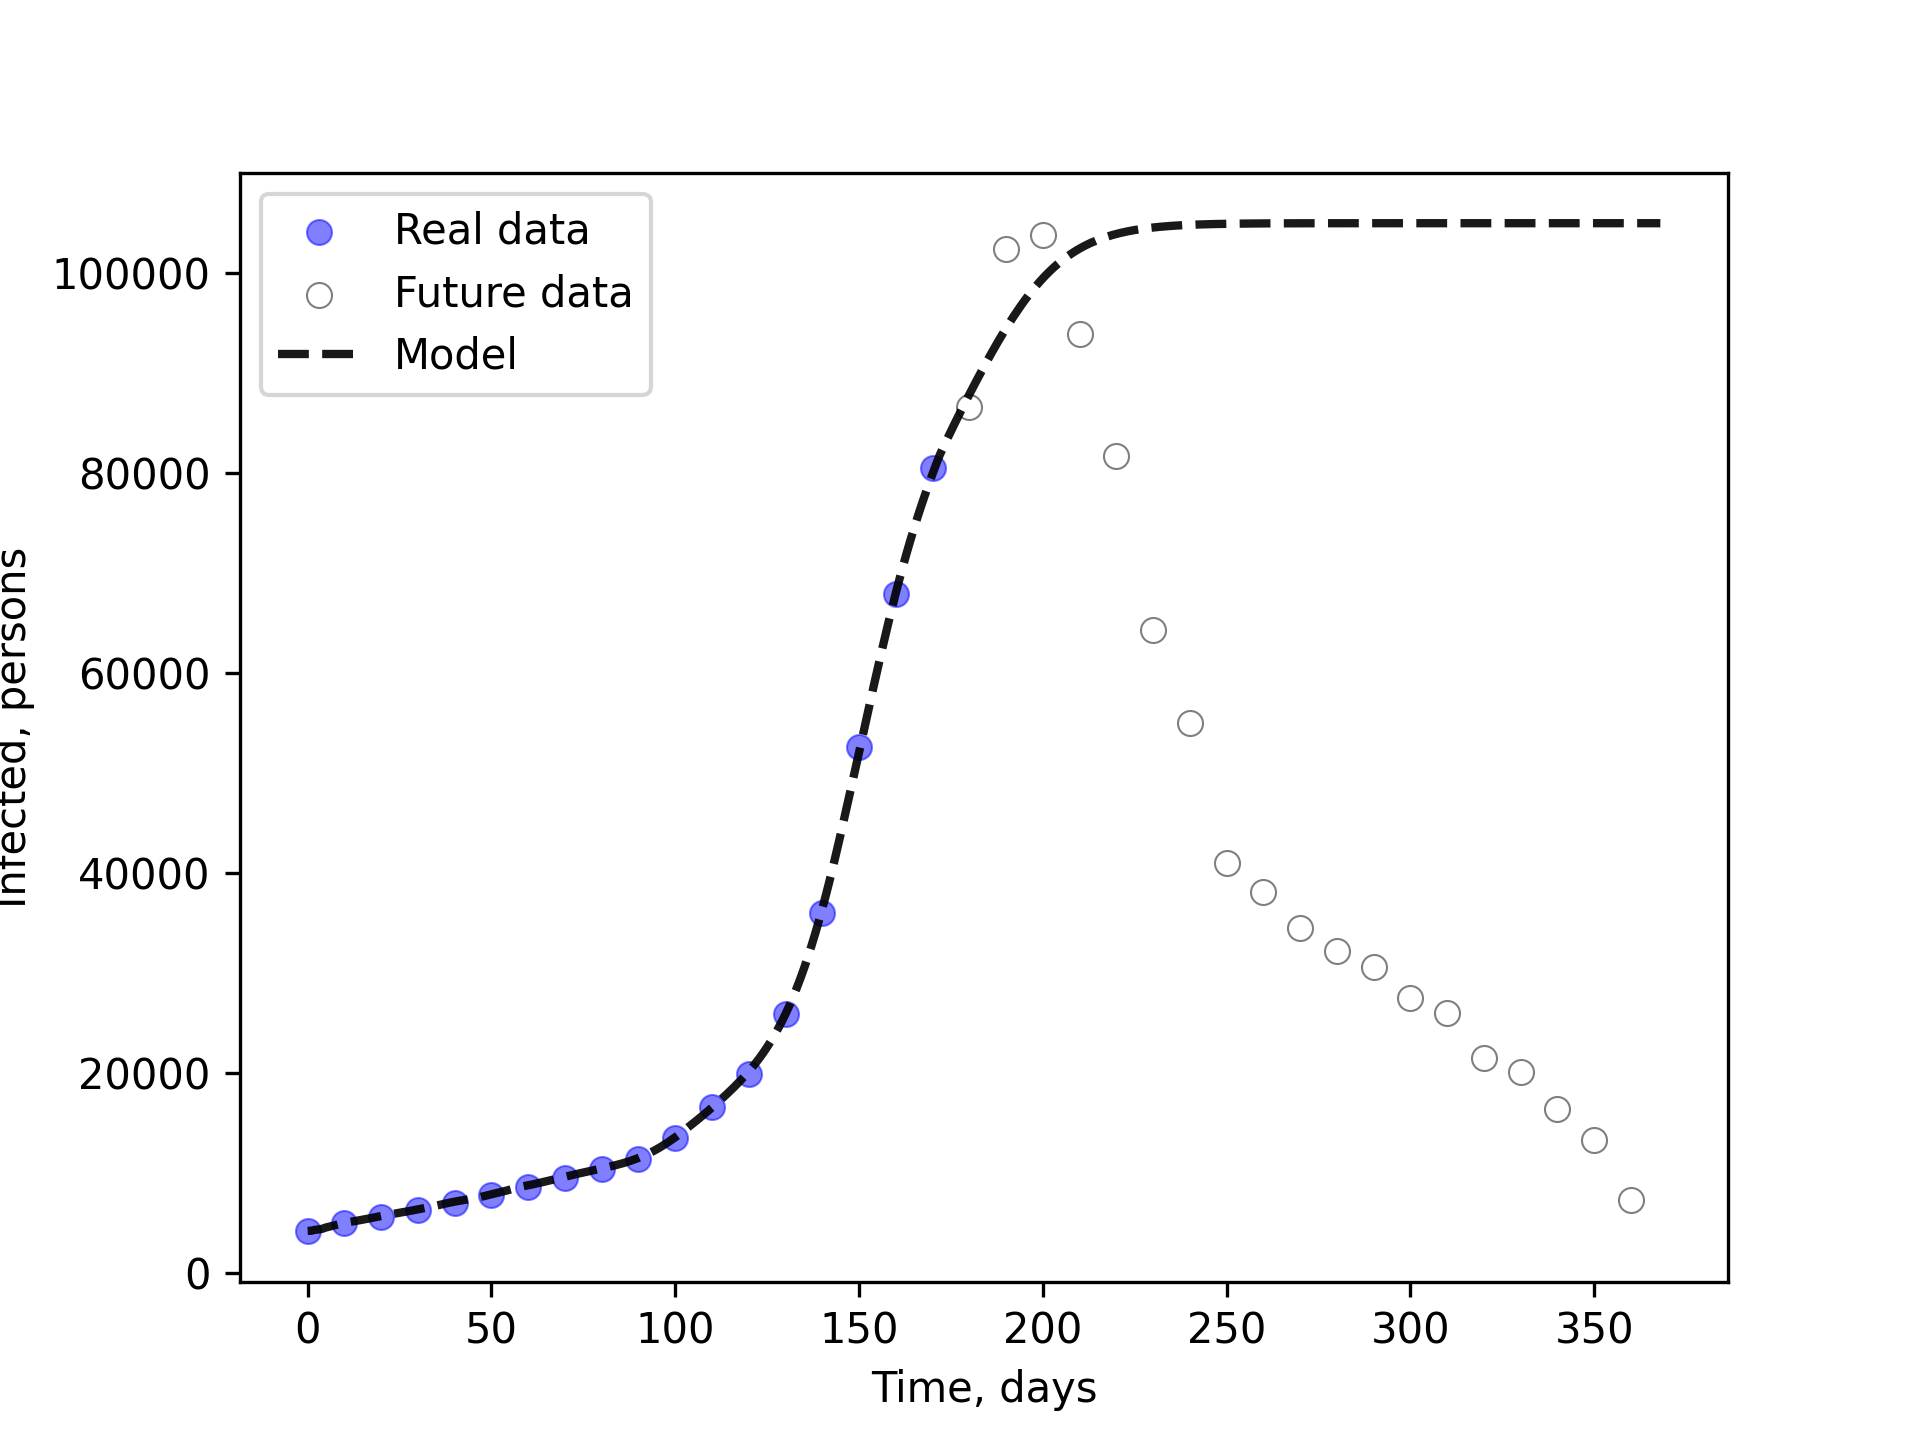 Real data
Future data
Model
100000
80000
60000
40000
20000
0
Infected, persons
0 50 100 150 200 250 300 350
Time, days